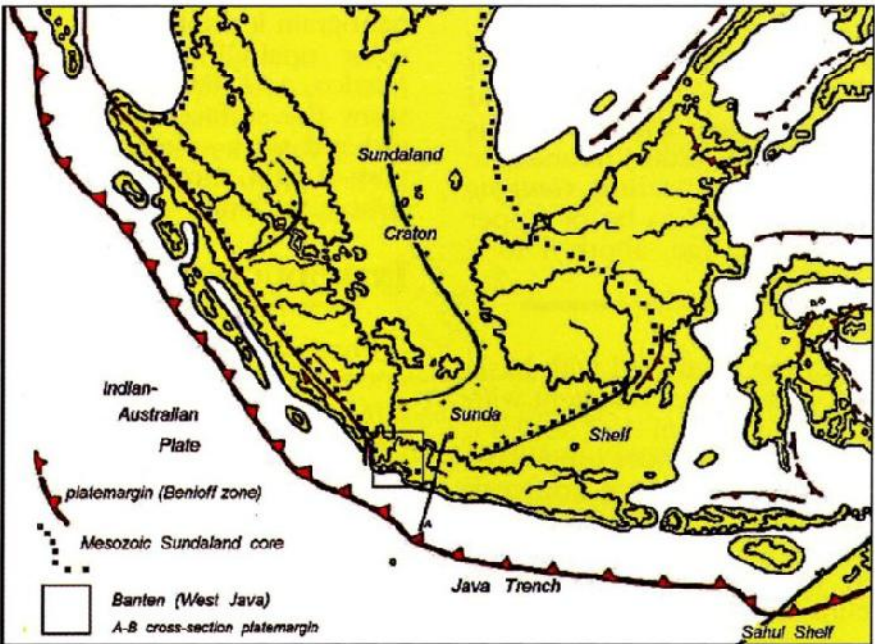 Sundaland
Craton
Indian-
Australian
Plate
Sunda
Shelf
platemargin (Benioff zone)
Mesozoic Sundaland core
A
Java Trench
Banten (West Java)
A-B cross-section platemargin
Sahul Shelf